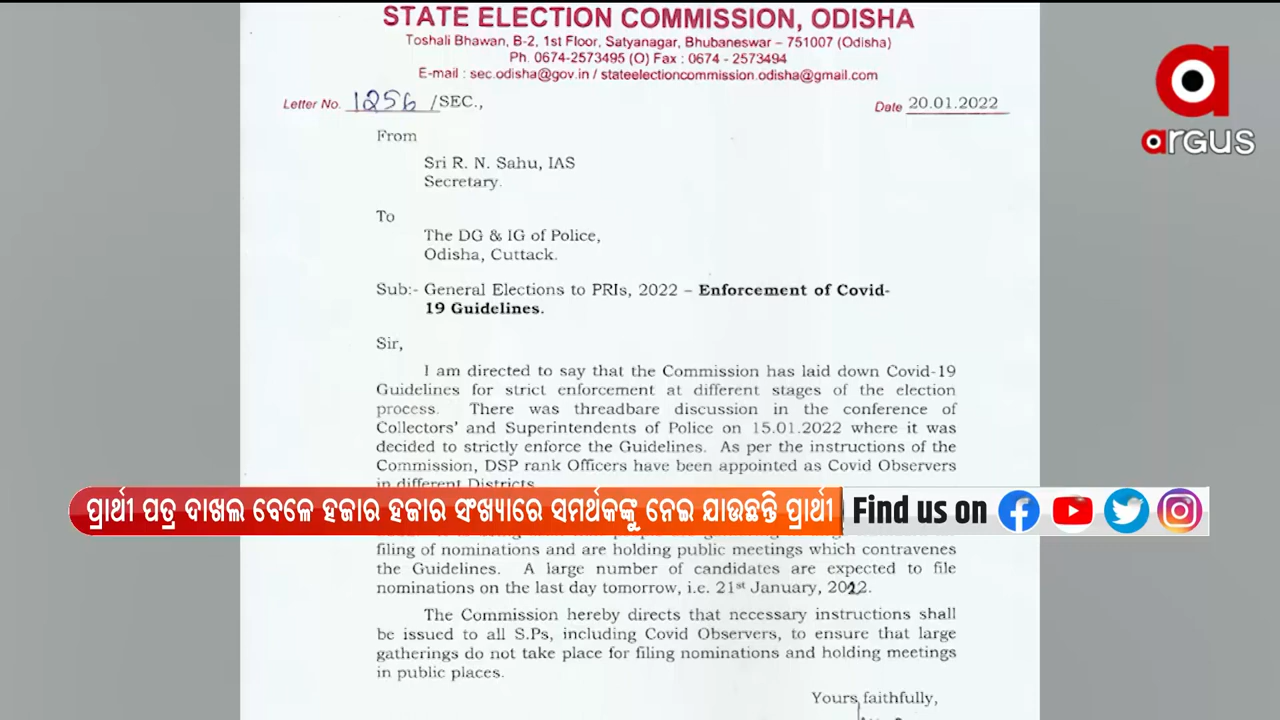 STATE ELECTION COMMISSION, ODISHA
Toshali Bhawan, B-2, 1st Floor, Satyanagar, Bhubaneswar – 751007 (Odisha)
Ph. 0674-2573495 (O) Fax : 0674 - 2573494
E-mail : sec.odisha@gov.in / stateelectioncommission.odisha@gmail.com
Letter No. 1256 /SEC.,
Date 20.01.2022
argus
From
Sri R. N. Sahu, IAS
Secretary.
To
The DG & IG of Police,
Odisha, Cuttack.
Sub:- General Elections to PRIs, 2022 – Enforcement of Covid-
19 Guidelines.
Sir,
I am directed to say that the Commission has laid down Covid-19
Guidelines for strict enforcement at different stages of the election
process. There was threadbare discussion in the conference of
Collectors' and Superintendents of Police on 15.01.2022 where it was
decided to strictly enforce the Guidelines. As per the instructions of the
Commission, DSP rank Officers have been appointed as Covid Observers
in different Districts.
ପ୍ରାର୍ଥୀ ପତ୍ର ଦାଖଲ ବେଳେ ହଜାର ହଜାର ସଂଖ୍ୟାରେ ସମର୍ଥକଙ୍କୁ ନେଇ ଯାଉଛନ୍ତି ପ୍ରାର୍ଥୀ
Find us on
filing of nominations and are holding public meetings which contravenes
the Guidelines. A large number of candidates are expected to file
nominations on the last day tomorrow, i.e. 21st January, 2022.
The Commission hereby directs that necessary instructions shall
be issued to all S.Ps, including Covid Observers, to ensure that large
gatherings do not take place for filing nominations and holding meetings
in public places.
Yours faithfully,